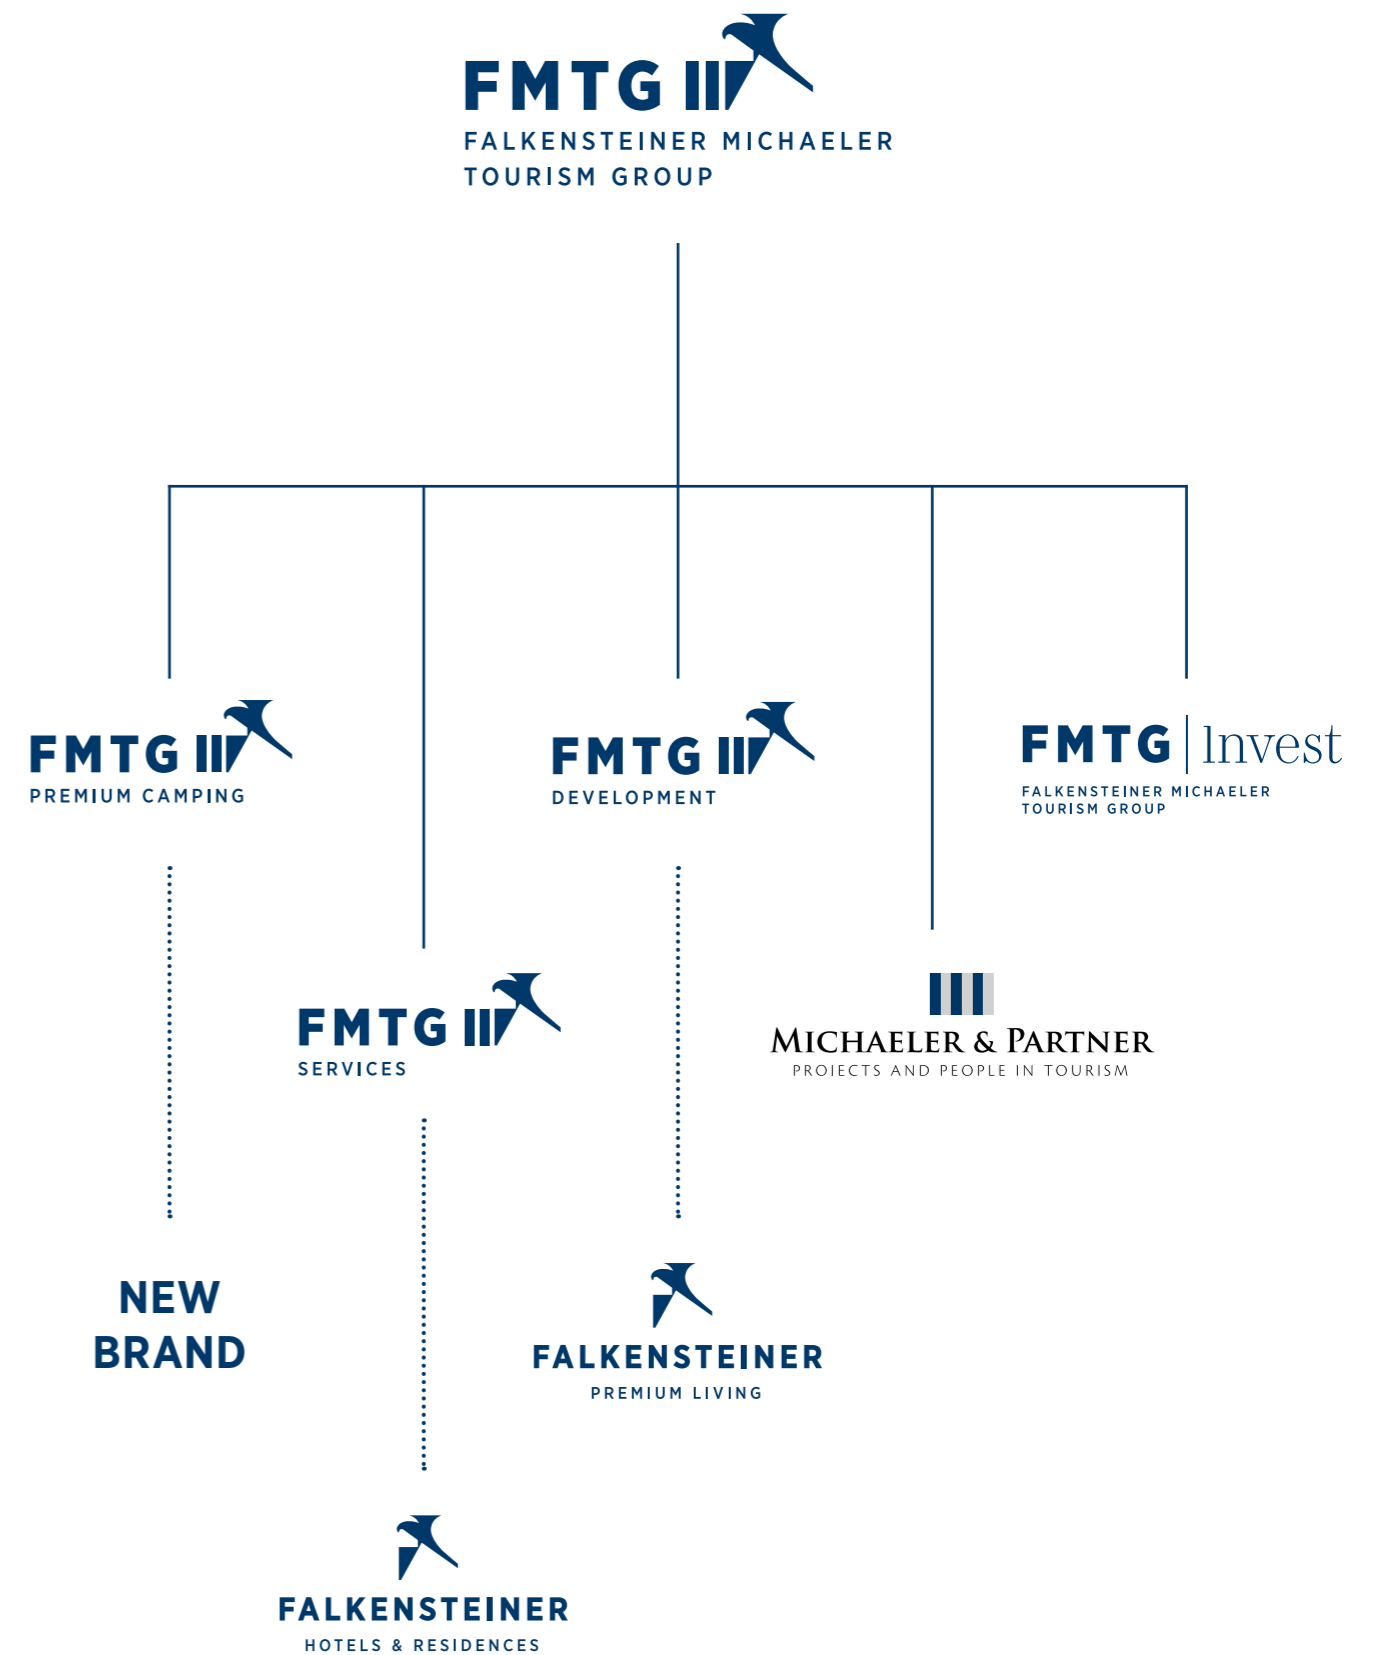 FMTG
FALKENSTEINER MICHAELER
TOURISM GROUP
FMTG
PREMIUM CAMPING
FMTG
DEVELOPMENT
FMTG Invest
FALKENSTEINER MICHAELER
TOURISM GROUP
FMTG
SERVICES
MICHAELER & PARTNER
PROJECTS AND PEOPLE IN TOURISM
NEW
BRAND
FALKENSTEINER
PREMIUM LIVING
FALKENSTEINER
HOTELS & RESIDENCES